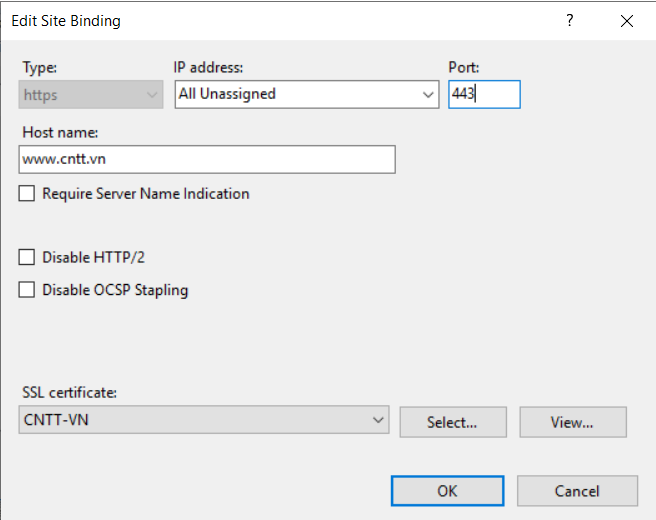 Edit Site Binding ? ×
Type: IP address: Port:
https All Unassigned 443
Host name:
www.cntt.vn
Require Server Name Indication
Disable HTTP/2
Disable OCSP Stapling
SSL certificate:
CNTT-VN Select... View...
OK Cancel